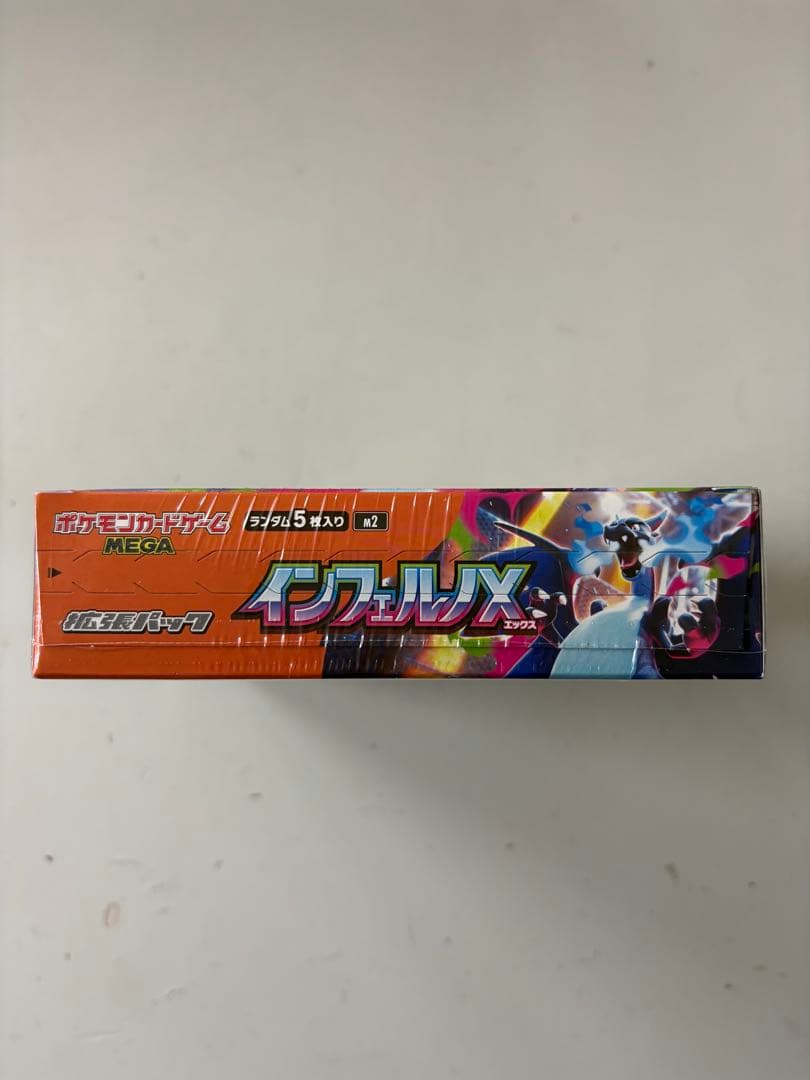 ポケモンカードゲーム
MEGA
ランダム5枚入り
M2
拡張パック
インフェルノX
エックス